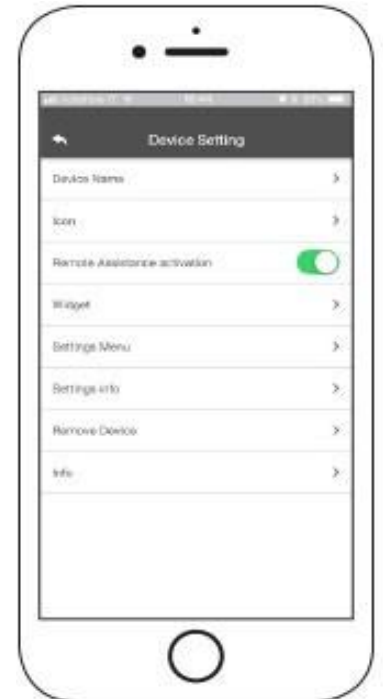 Device Setting
Device Name
Icon
Remote Assistance activation
Widget
Settings Menu
Settings info
Remove Device
Info